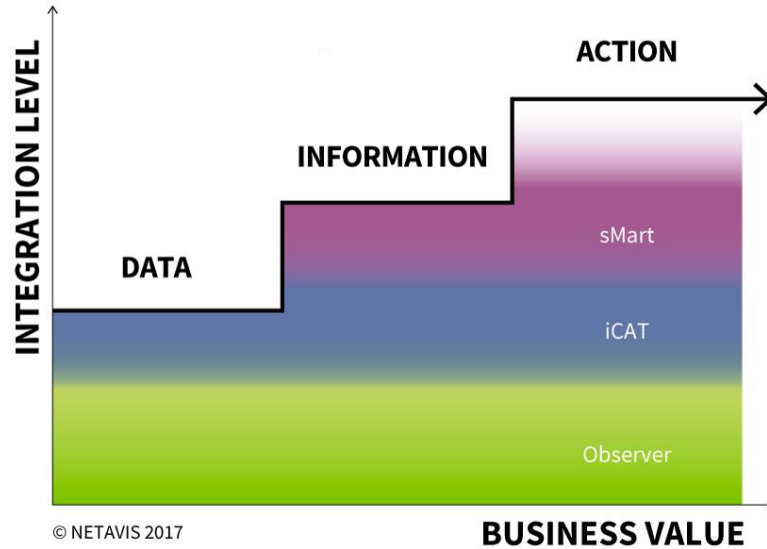 ACTION
INFORMATION
DATA
INTEGRATION LEVEL
sMart
iCAT
Observer
© NETAVIS 2017
BUSINESS VALUE